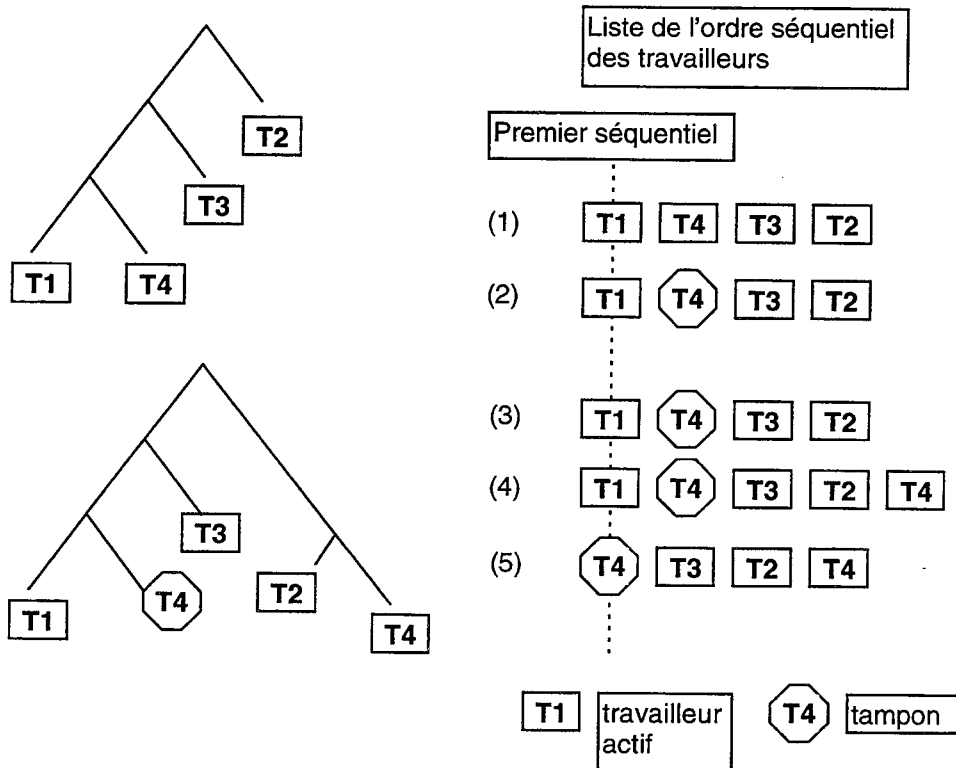 Liste de l'ordre séquentiel
des travailleurs
Premier séquentiel
T2
T3
T1 T4
(1) T1 T4 T3 T2
(2) T1 T4 T3 T2
(3) T1 T4 T3 T2
(4) T1 T4 T3 T2 T4
(5) T4 T3 T2 T4
T3
T1 T4 T2 T4
T1 travailleur
actif
T4 tampon